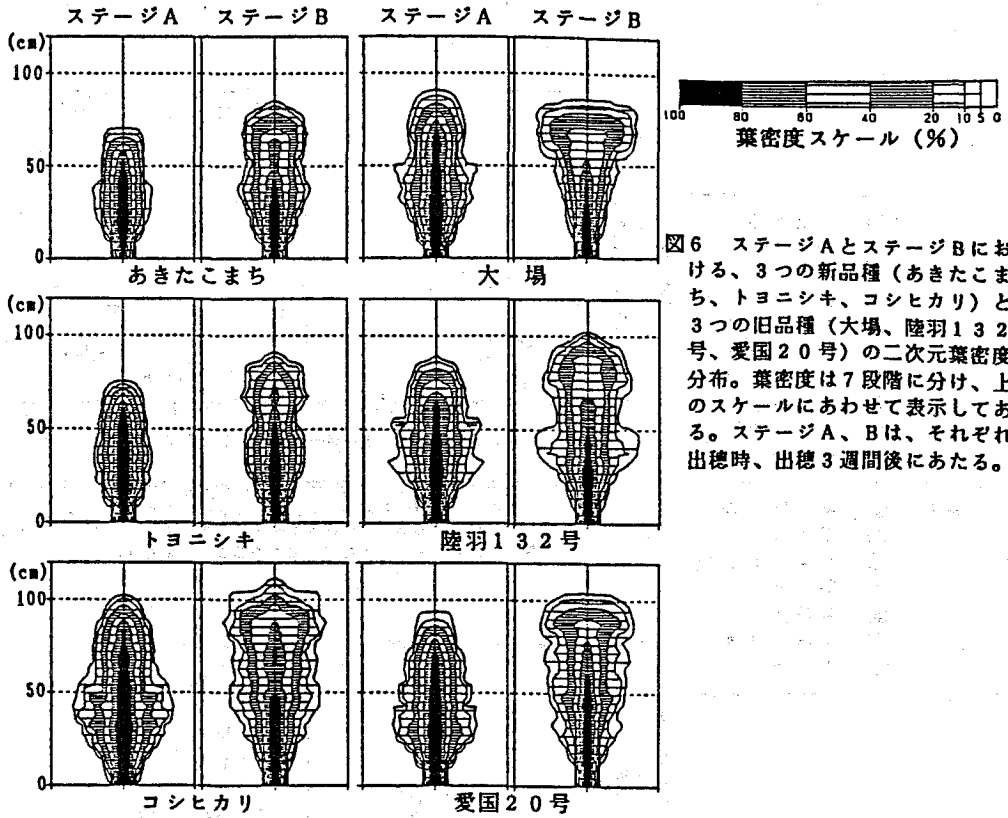 ステージA ステージB ステージA ステージB
(cm)
100
50
0
あきたこまち 大場
100 80 60 40 20 10 5 0
葉密度スケール (%)
図6 ステージAとステージBにお
ける、3つの新品種(あきたこま
ち、トヨニシキ、コシヒカリ)と
3つの旧品種(大場、陸羽132
号、愛国20号)の二次元葉密度
分布。葉密度は7段階に分け、上
のスケールにあわせて表示してあ
る。ステージA、Bは、それぞれ
出穂時、出穂3週間後にあたる。
100
50
0
トヨニシキ 陸羽132号
(cm)
100
50
0
コシヒカリ 愛国20号